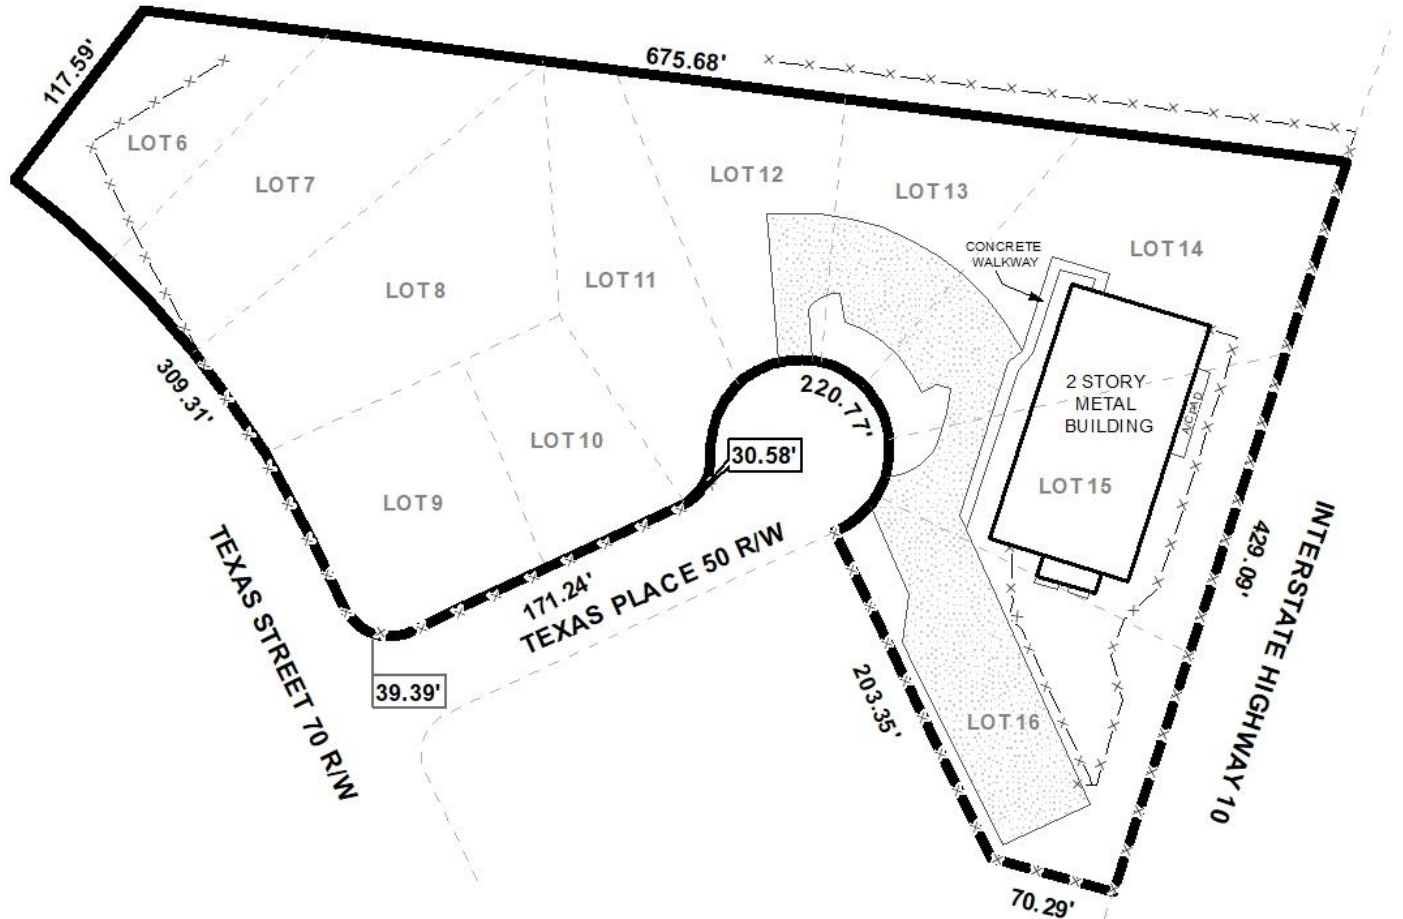 117.59'
675.68'
LOT 6
LOT 7
LOT 12
LOT 13
CONCRETE
WALKWAY
LOT 14
LOT 8
LOT 11
309.31'
220.77'
2 STORY
METAL
BUILDING
A/C PAD
LOT 10
30.58'
LOT 9
LOT 15
171.24'
TEXAS PLACE 50 R/W
TEXAS STREET 70 R/W
39.39'
203.35'
LOT 16
429.09'
INTERSTATE HIGHWAY 10
70.29'